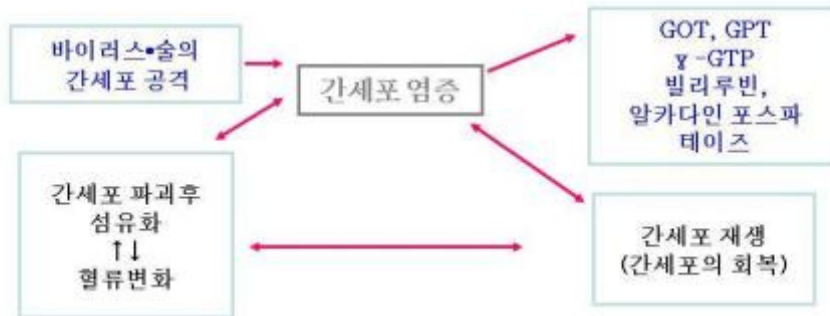 바이러스•술의
간세포 공격
간세포 염증
GOT, GPT
γ-GTP
빌리루빈,
알카다인 포스파
테이즈
간세포 파괴후
섬유화
↑↓
혈류변화
간세포 재생
(간세포의 회복)